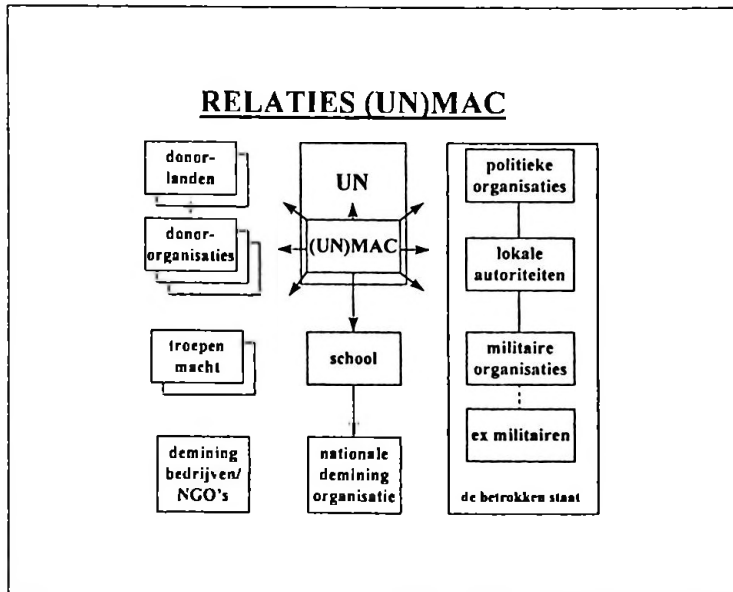 RELATIES (UN)MAC
donor-
landen
donor-
organisaties
troepen
macht
demining
bedrijven/
NGO's
UN
(UN)MAC
school
nationale
demining
organisatie
politieke
organisaties
lokale
autoriteiten
militaire
organisaties
ex militairen
de betrokken staat